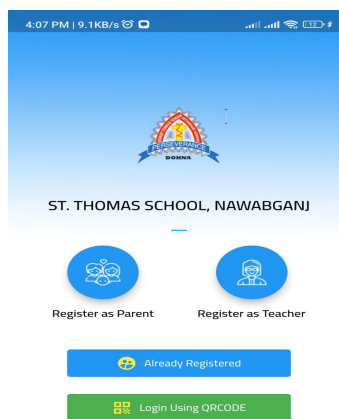 4:07 PM | 9.1KB/s
12
PERSEVERANCE
DOHNA
ST. THOMAS SCHOOL, NAWABGANJ
Register as Parent
Register as Teacher
Already Registered
Login Using QRCODE